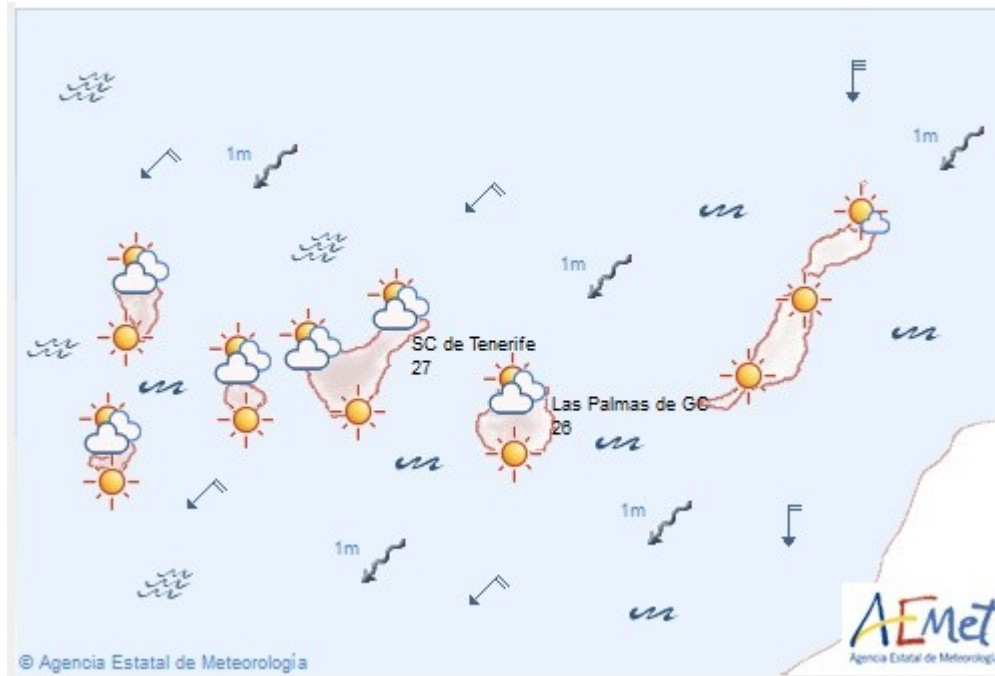 1m
1m
1m
SC de Tenerife
27
Las Palmas de GC
26
1m
1m
AEMet
Agencia Estatal de Meteorología
© Agencia Estatal de Meteorología